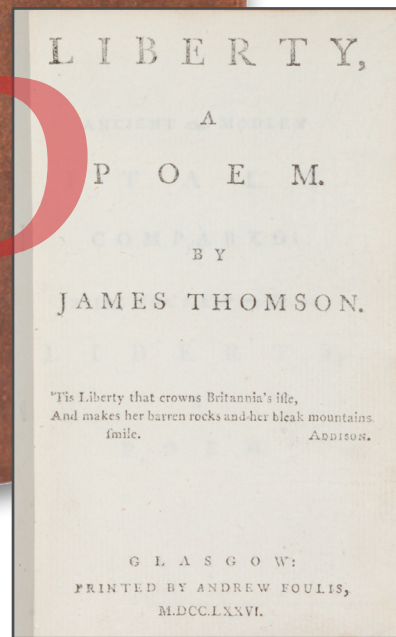 LIBERTY,
A
POEM.
BY
JAMES THOMSON.
'Tis Liberty that crowns Britannia's iſle,
And makes her barren rocks and her bleak mountains
ſmile. ADDISON.
GLASGOW:
PRINTED BY ANDREW FOULIS,
M.DCC.LXXVI.